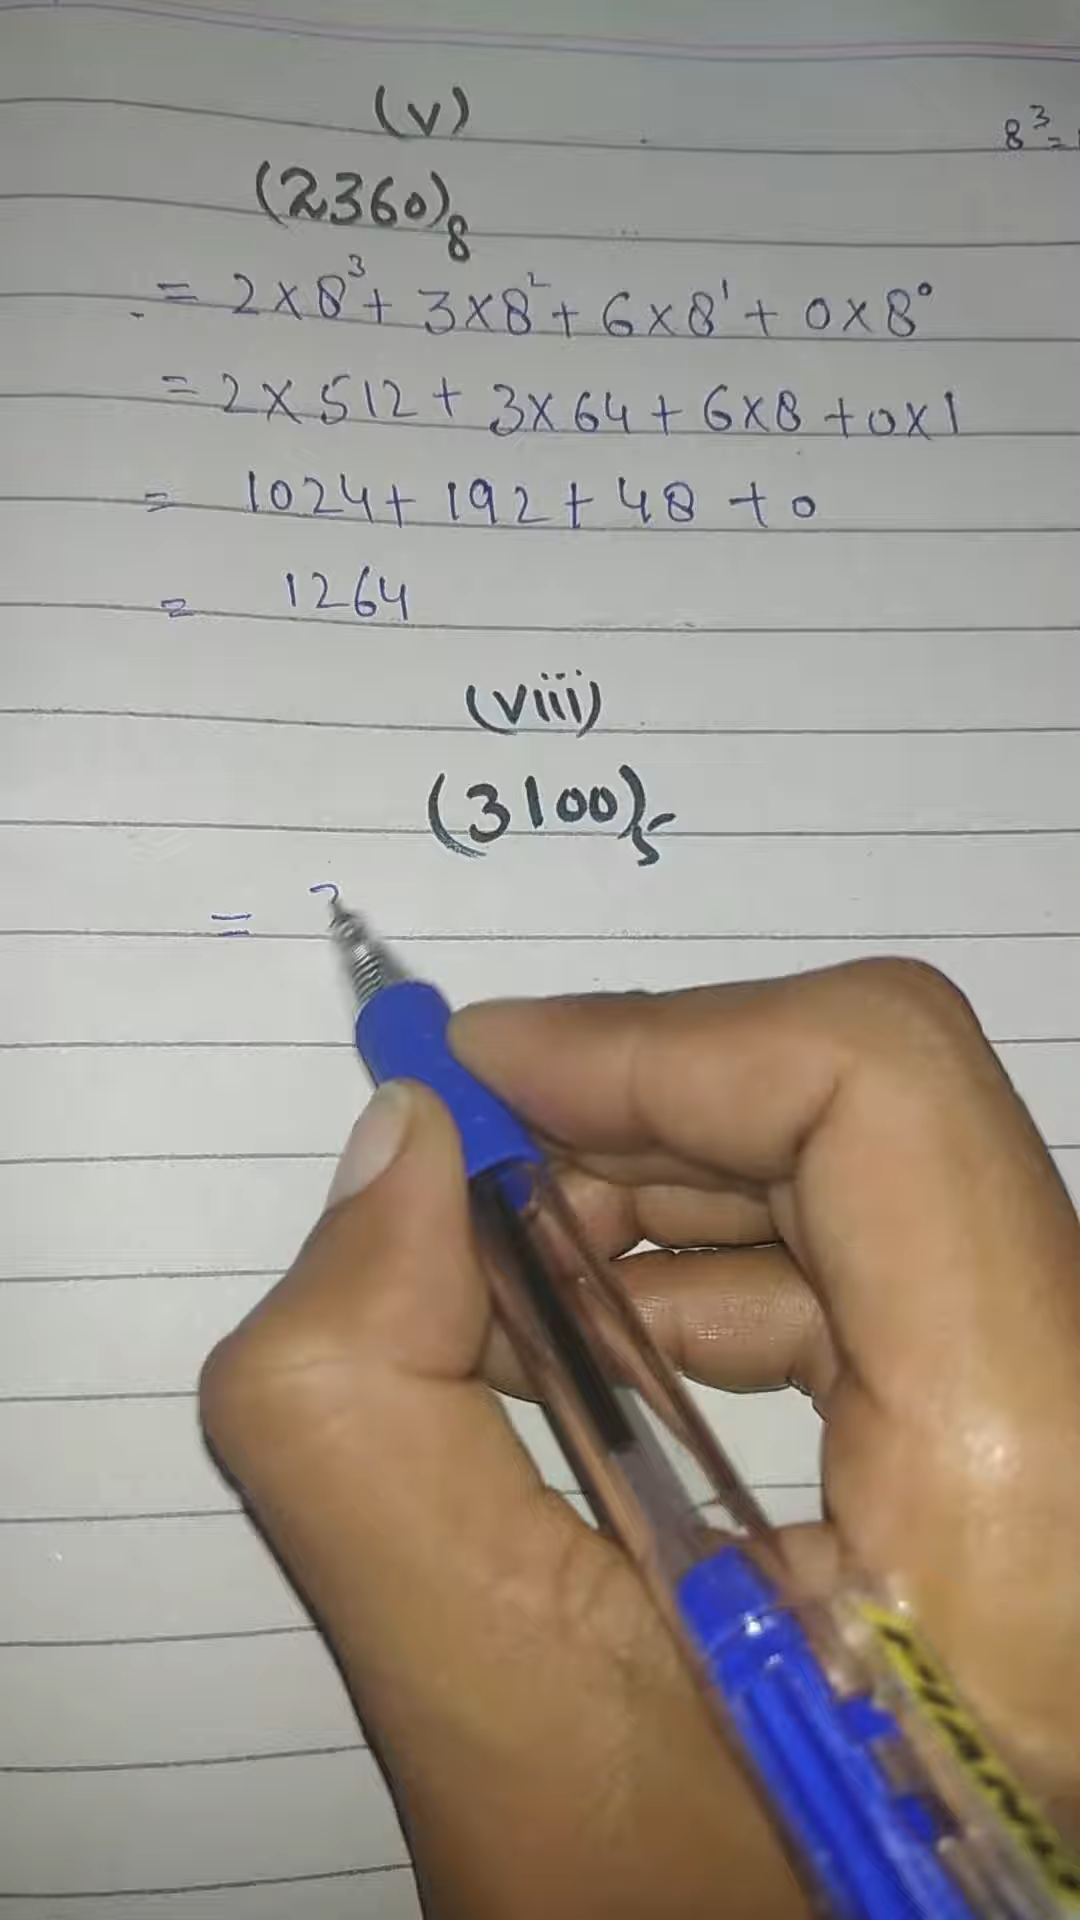 (v)
8³=
(2360)₈
= 2×8³+ 3×8²+ 6×8¹+ 0×8⁰
= 2×512+ 3×64+ 6×8 +0×1
= 1024+ 192+ 48 +0
= 1264
(viii)
(3100)₅
=